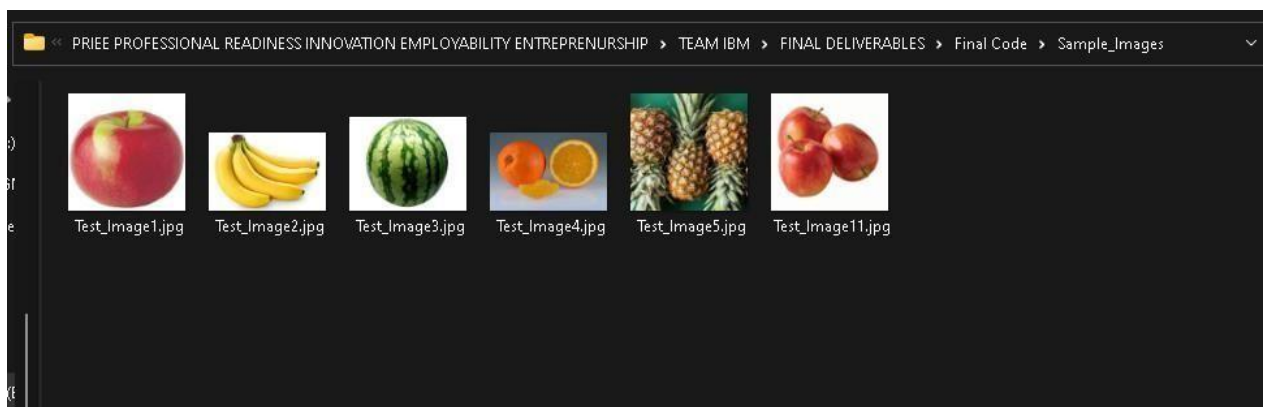 « PRIEE PROFESSIONAL READINESS INNOVATION EMPLOYABILITY ENTREPRENURSHIP > TEAM IBM > FINAL DELIVERABLES > Final Code > Sample_Images
Test_Image1.jpg Test_Image2.jpg Test_Image3.jpg Test_Image4.jpg Test_Image5.jpg Test_Image11.jpg